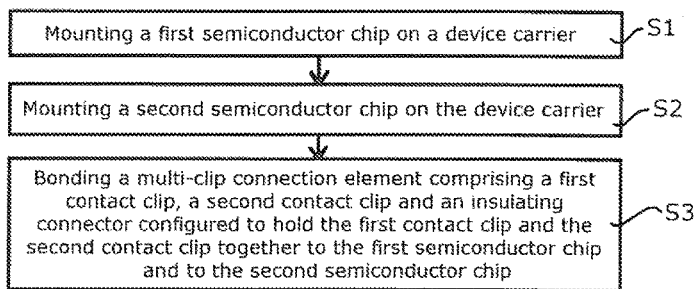 Mounting a first semiconductor chip on a device carrier
S1
Mounting a second semiconductor chip on the device carrier
S2
Bonding a multi-clip connection element comprising a first
contact clip, a second contact clip and an insulating
connector configured to hold the first contact clip and the
second contact clip together to the first semiconductor chip
and to the second semiconductor chip
S3